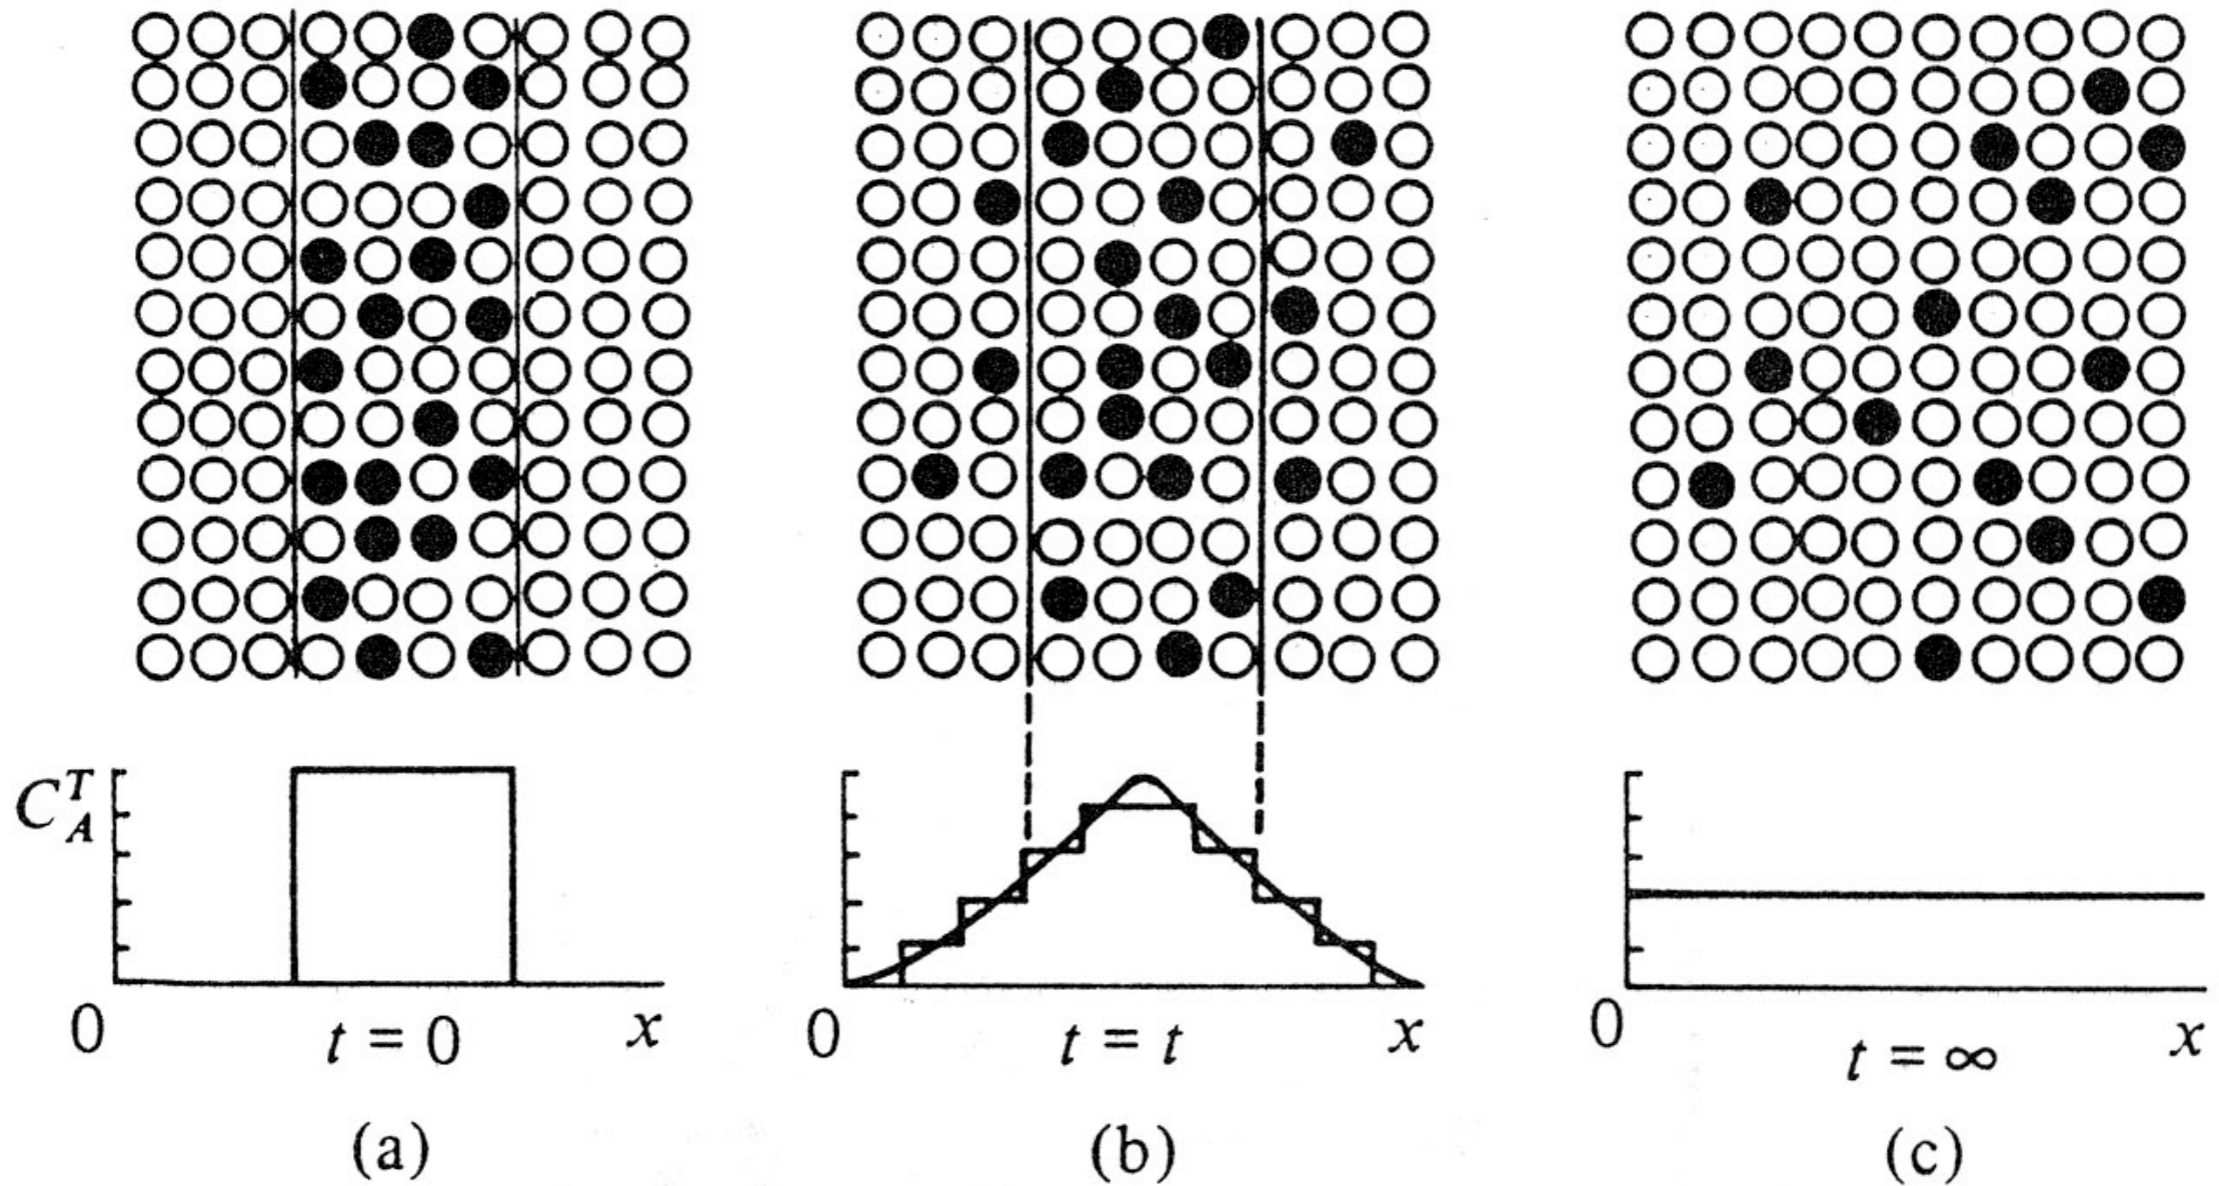 C_A^T
0 t = 0 x
0 t = t x
0 t = ∞ x
(a) (b) (c)